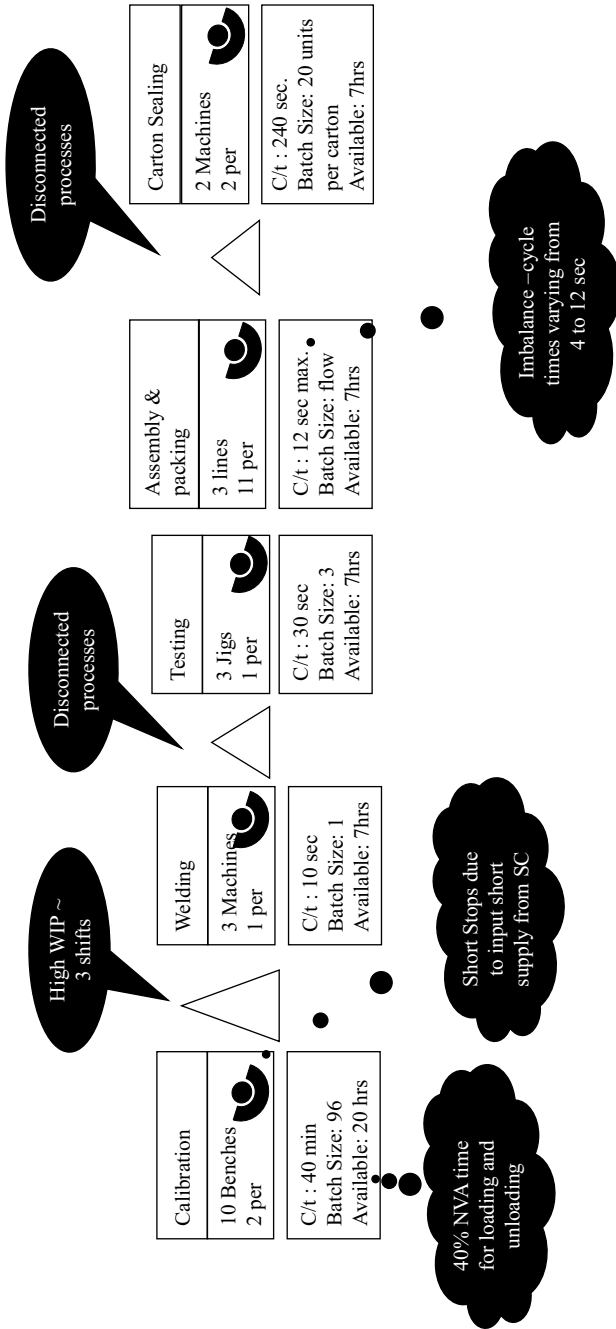 High WIP ~
3 shifts
Disconnected
processes
Disconnected
processes
Calibration
10 Benches
2 per
C/t : 40 min
Batch Size: 96
Available: 20 hrs
Welding
3 Machines
1 per
C/t : 10 sec
Batch Size: 1
Available: 7hrs
Testing
3 Jigs
1 per
C/t : 30 sec
Batch Size: 3
Available: 7hrs
Assembly &
packing
3 lines
11 per
C/t : 12 sec max.
Batch Size: flow
Available: 7hrs
Carton Sealing
2 Machines
2 per
C/t : 240 sec.
Batch Size: 20 units
per carton
Available: 7hrs
40% NVA time
for loading and
unloading
Short Stops due
to input short
supply from SC
Imbalance –cycle
times varying from
4 to 12 sec